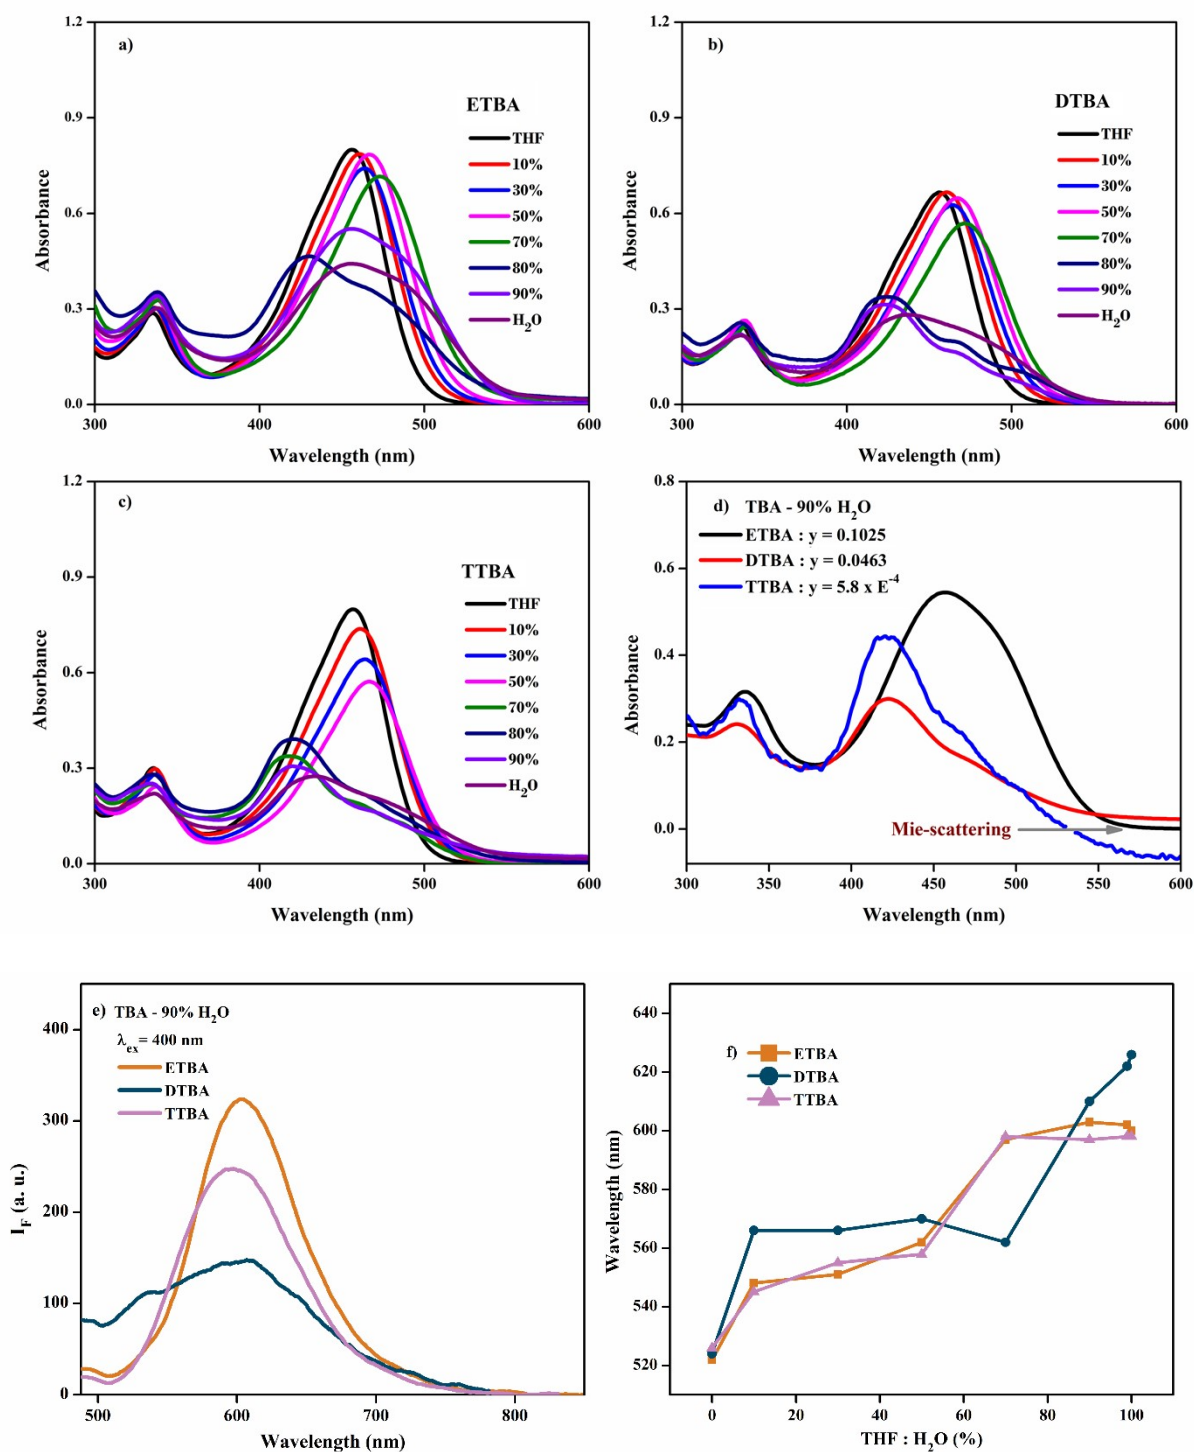 a)
ETBA
THF
10%
30%
50%
70%
80%
90%
H2O
1.2
0.9
0.6
0.3
0.0
300
400
500
600
Absorbance
Wavelength (nm)
b)
DTBA
THF
10%
30%
50%
70%
80%
90%
H2O
1.2
0.9
0.6
0.3
0.0
300
400
500
600
Absorbance
Wavelength (nm)
c)
TTBA
THF
10%
30%
50%
70%
80%
90%
H2O
1.2
0.9
0.6
0.3
0.0
300
400
500
600
Absorbance
Wavelength (nm)
d) TBA - 90% H2O
ETBA : y = 0.1025
DTBA : y = 0.0463
TTBA : y = 5.8 x E-4
Mie-scattering
0.8
0.6
0.4
0.2
0.0
300
350
400
450
500
550
600
Absorbance
Wavelength (nm)
e) TBA - 90% H2O
λex= 400 nm
ETBA
DTBA
TTBA
400
300
200
100
0
500
600
700
800
IF (a. u.)
Wavelength (nm)
f)
ETBA
DTBA
TTBA
640
620
600
580
560
540
520
0
20
40
60
80
100
Wavelength (nm)
THF : H2O (%)